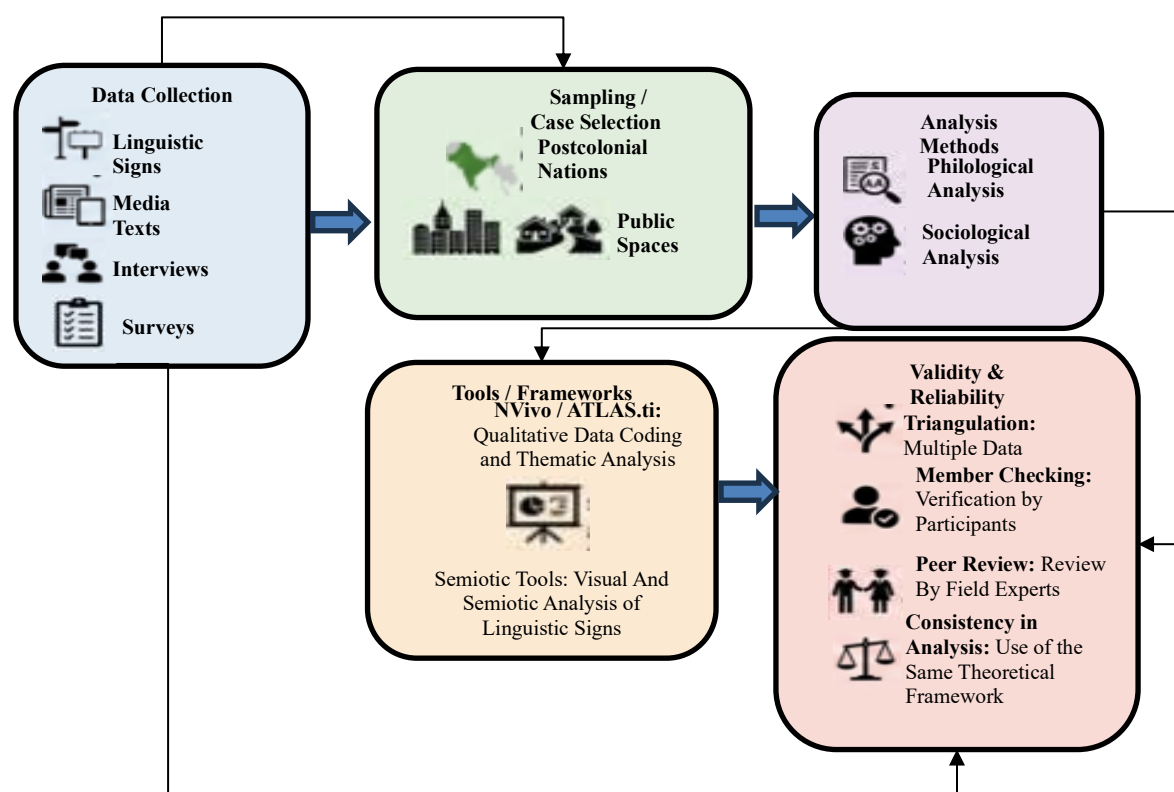 Data Collection
Linguistic
Signs
Media
Texts
Interviews
Surveys
Sampling /
Case Selection
Postcolonial
Nations
Public
Spaces
Analysis
Methods
Philological
Analysis
Sociological
Analysis
Tools / Frameworks
NVivo / ATLAS.ti:
Qualitative Data Coding
and Thematic Analysis
Semiotic Tools: Visual And
Semiotic Analysis of
Linguistic Signs
Validity &
Reliability
Triangulation:
Multiple Data
Member Checking:
Verification by
Participants
Peer Review: Review
By Field Experts
Consistency in
Analysis: Use of the
Same Theoretical
Framework